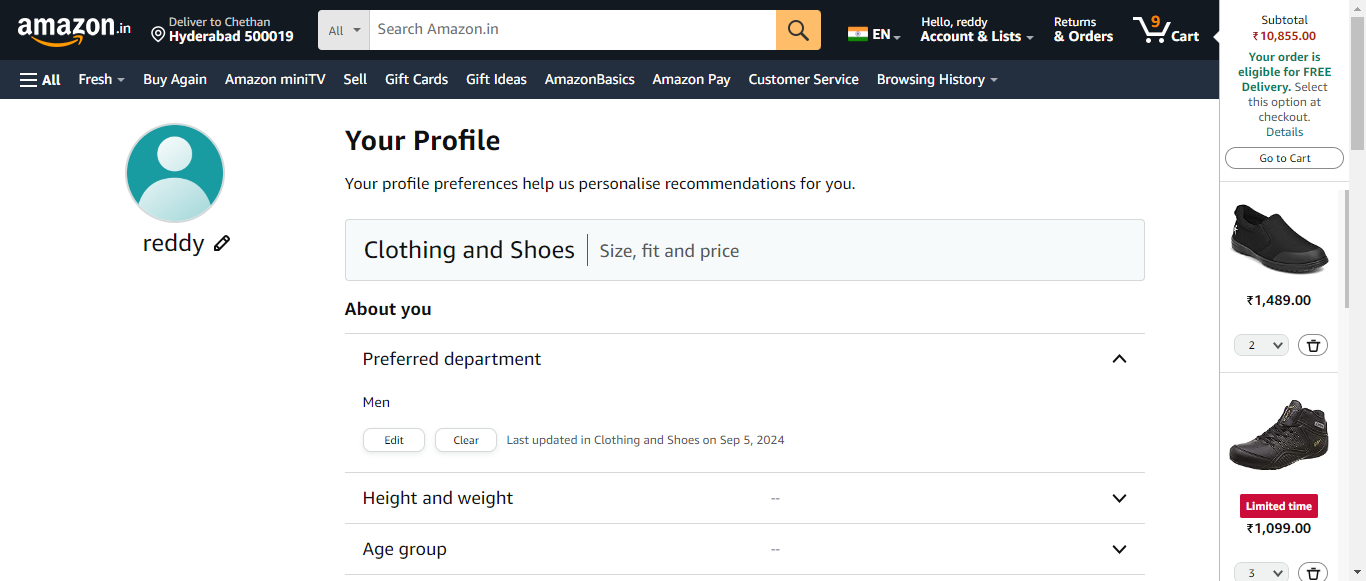 amazon.in
Deliver to Chethan
Hyderabad 500019
All
Search Amazon.in
EN
Hello, reddy
Account & Lists
Returns
& Orders
9
Cart
All
Fresh
Buy Again
Amazon miniTV
Sell
Gift Cards
Gift Ideas
AmazonBasics
Amazon Pay
Customer Service
Browsing History
reddy
Your Profile
Your profile preferences help us personalise recommendations for you.
Clothing and Shoes
Size, fit and price
About you
Preferred department
Men
Edit
Clear
Last updated in Clothing and Shoes on Sep 5, 2024
Height and weight
--
Age group
--
Subtotal
₹10,855.00
Your order is
eligible for FREE
Delivery. Select
this option at
checkout.
Details
Go to Cart
₹1,489.00
2
Limited time
₹1,099.00
3